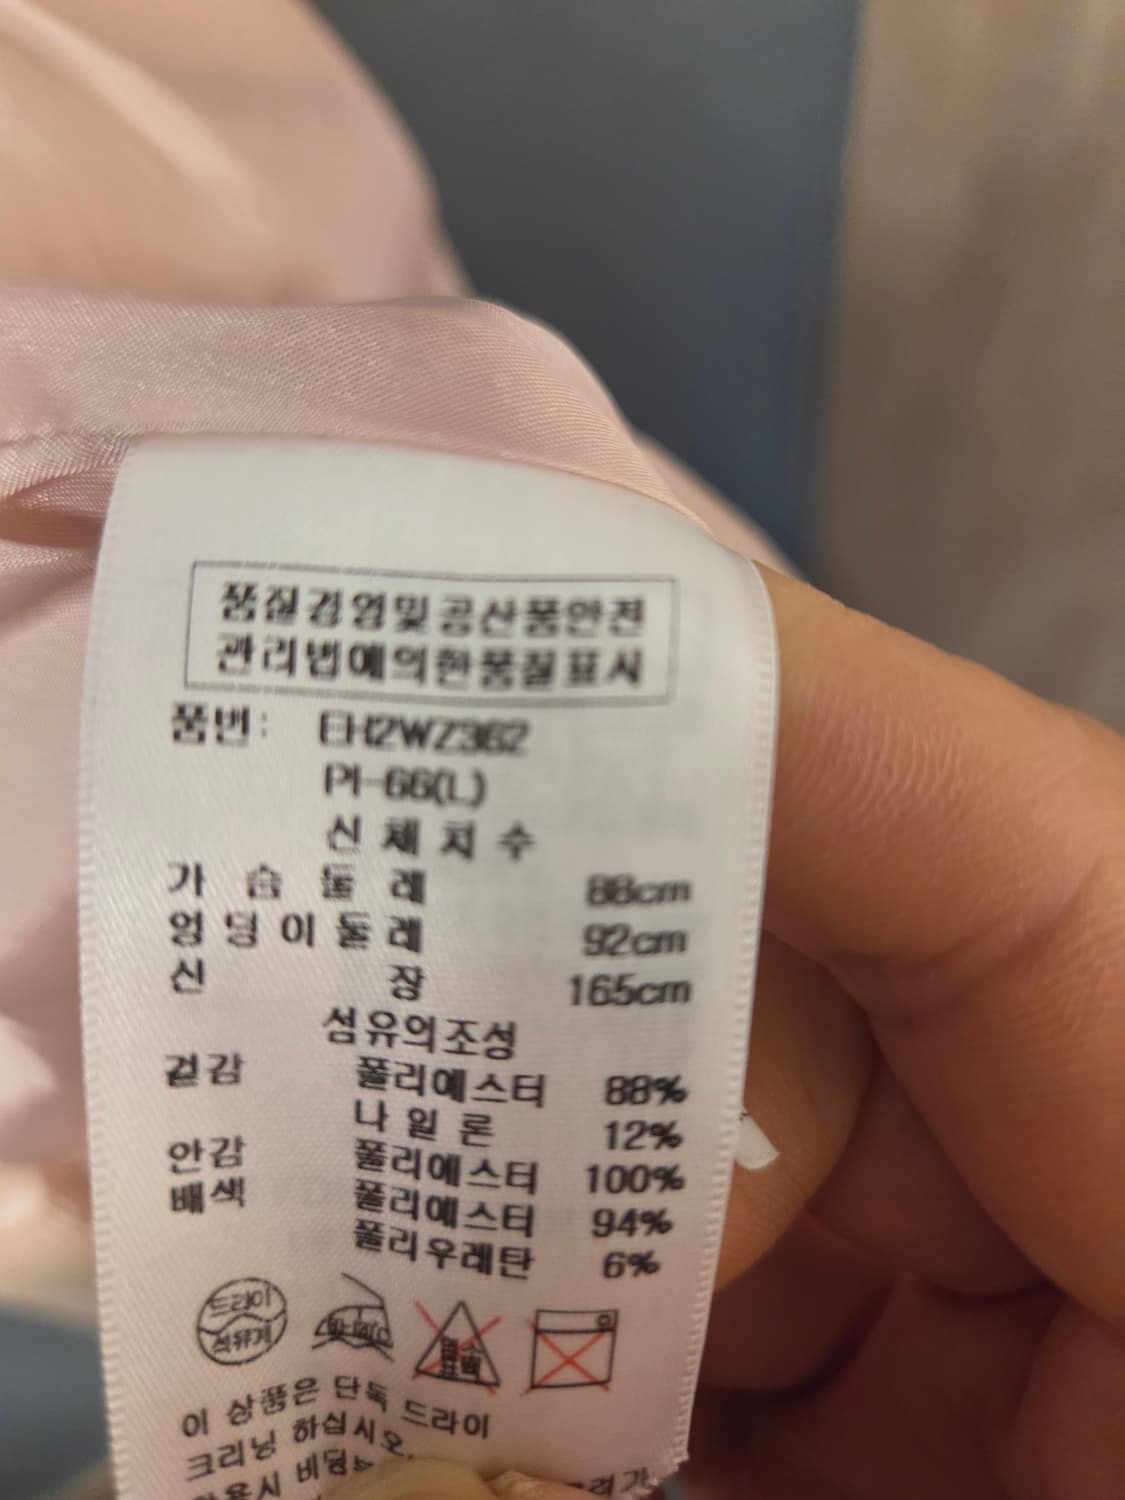 품질경영및공산품안전
관리법에의한품질표시
품번: EH2WZ362
PI-66(L)
신체치수
가슴둘레 88cm
엉덩이둘레 92cm
신장 165cm
섬유의조성
겉감 폴리에스터 88%
나일론 12%
안감 폴리에스터 100%
배색 폴리에스터 94%
폴리우레탄 6%
드라이
석유계
염소
표백
이 상품은 단독 드라이
크리닝 하십시오.